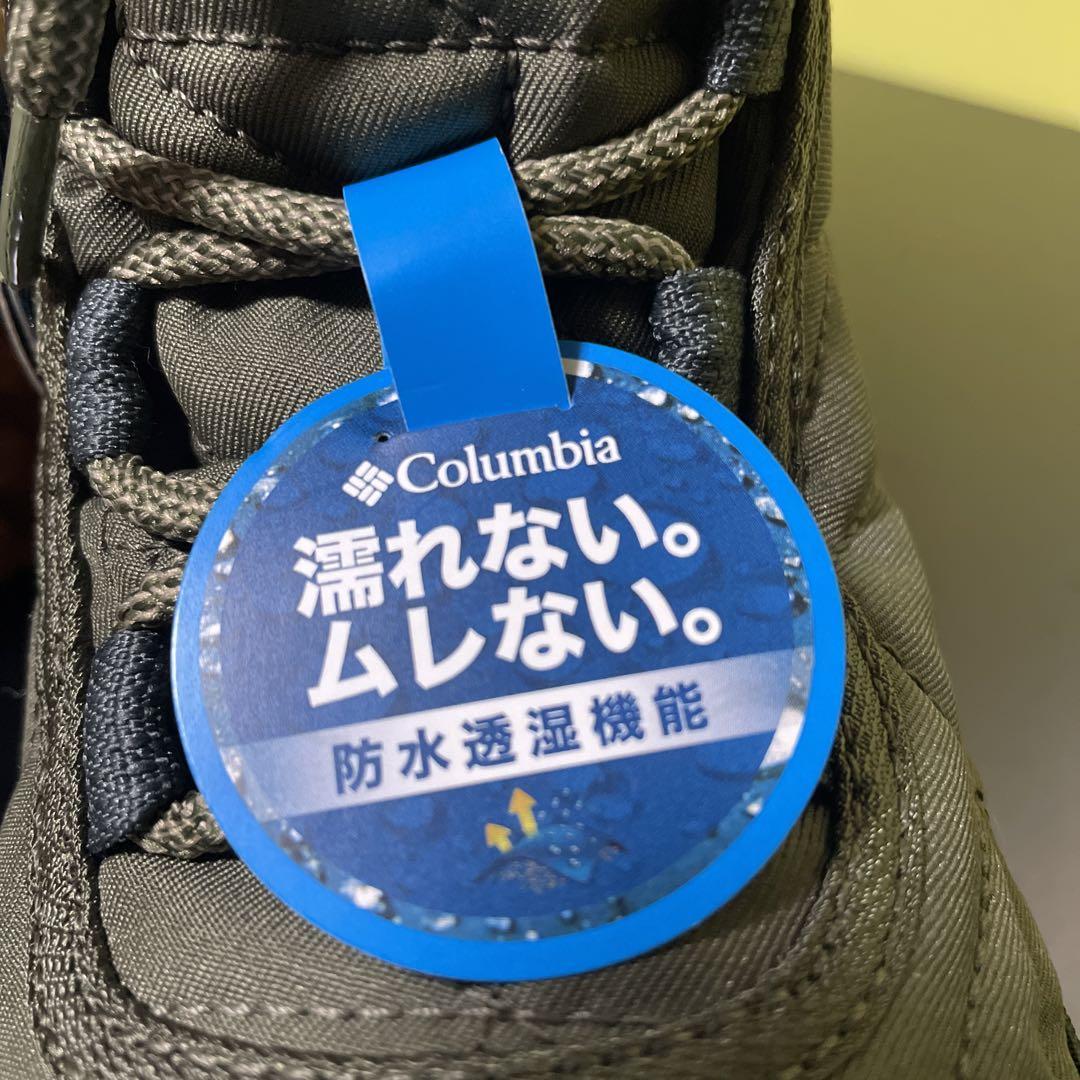 Columbia
濡れない。
ムレない。
防水透湿機能